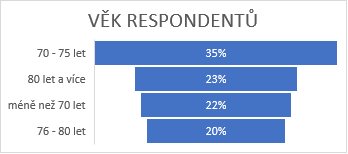 VĚK RESPONDENTŮ
70 - 75 let 35%
80 let a více 23%
méně než 70 let 22%
76 - 80 let 20%